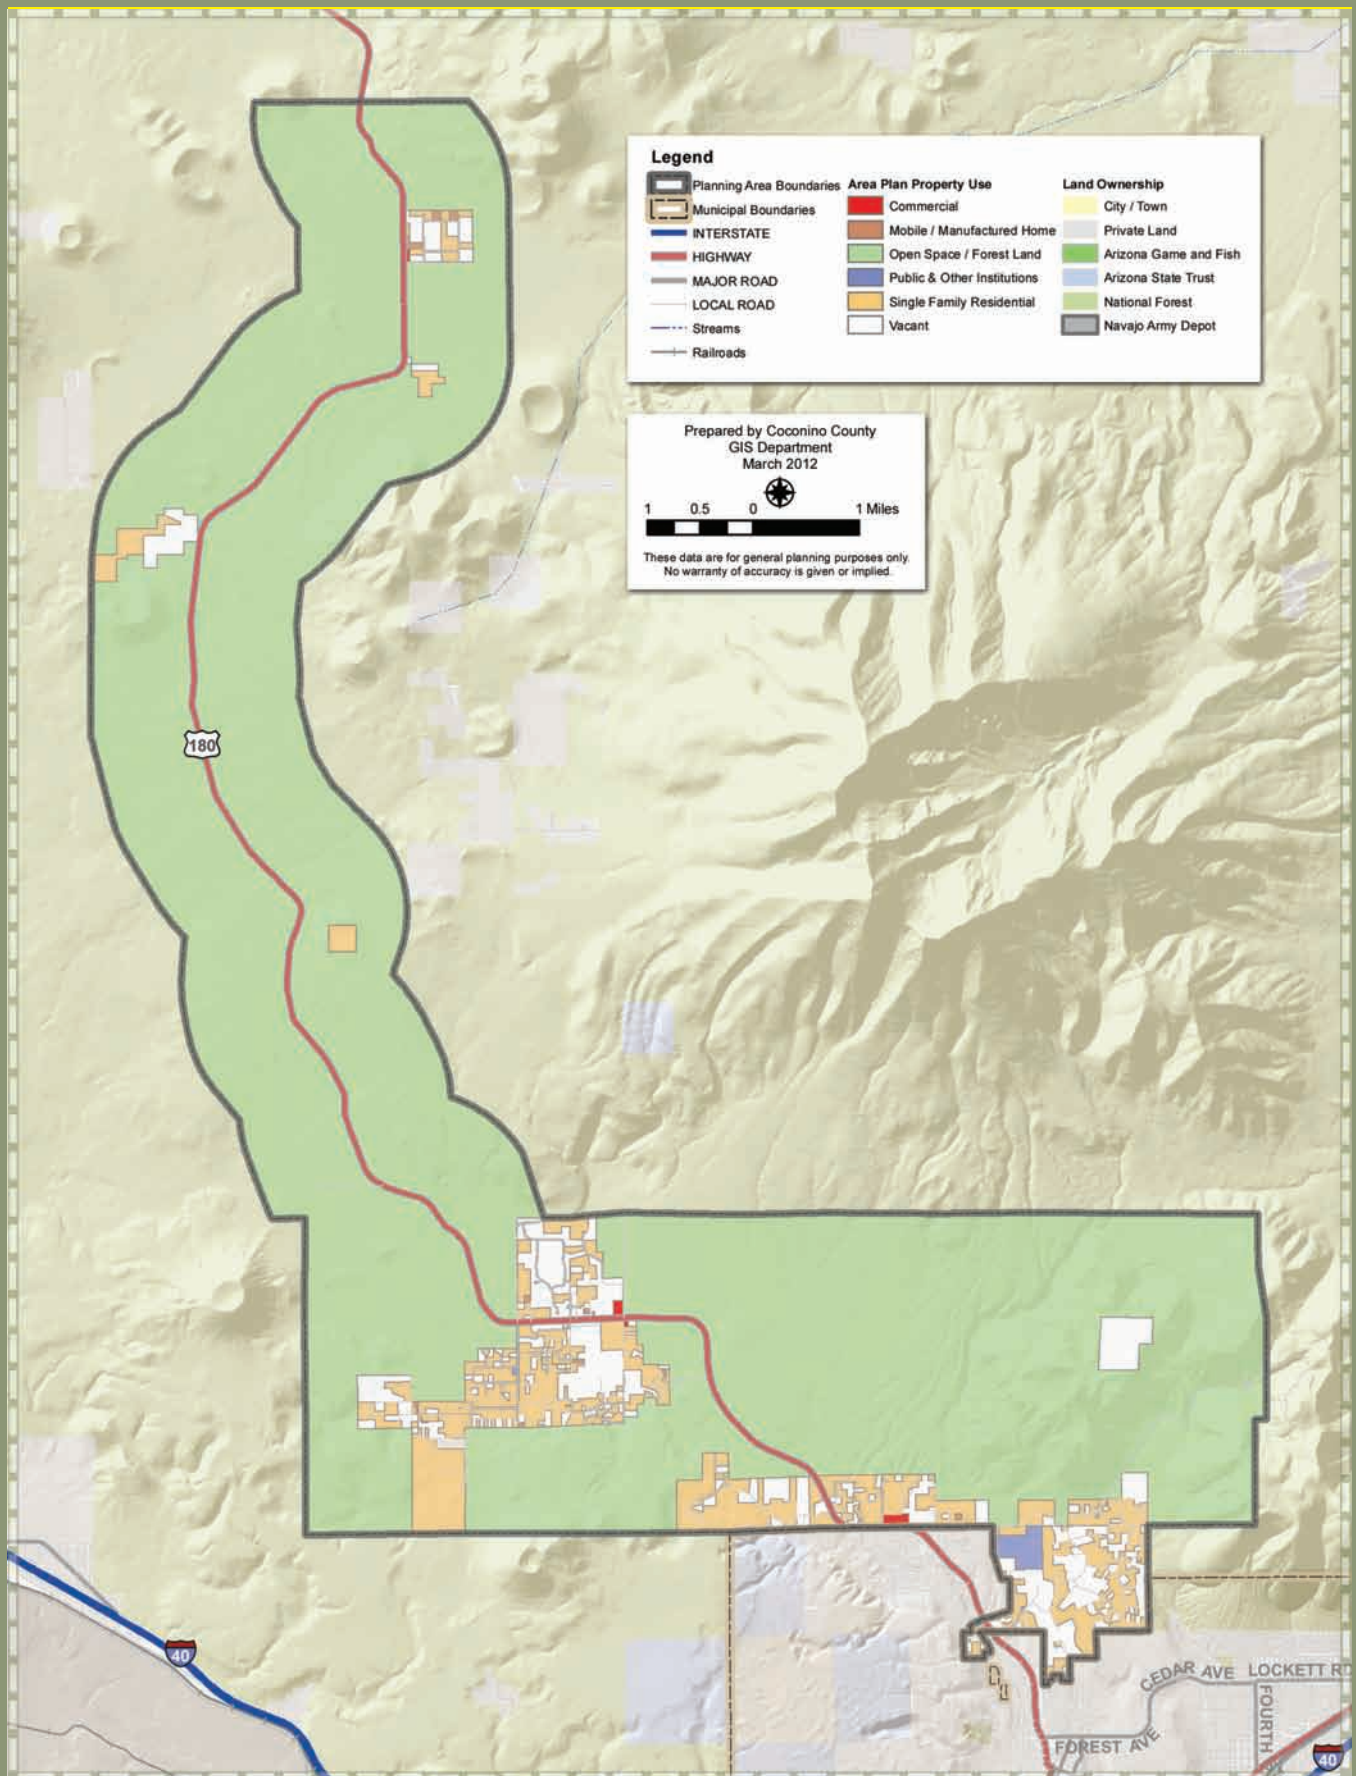 Legend
Planning Area Boundaries
Municipal Boundaries
INTERSTATE
HIGHWAY
MAJOR ROAD
LOCAL ROAD
Streams
Railroads
Area Plan Property Use
Commercial
Mobile / Manufactured Home
Open Space / Forest Land
Public & Other Institutions
Single Family Residential
Vacant
Land Ownership
City / Town
Private Land
Arizona Game and Fish
Arizona State Trust
National Forest
Navajo Army Depot
Prepared by Coconino County
GIS Department
March 2012
1 0.5 0 1 Miles
These data are for general planning purposes only.
No warranty of accuracy is given or implied.
180
40
CEDAR AVE
LOCKETT RD
FOURTH
FOREST AVE
40